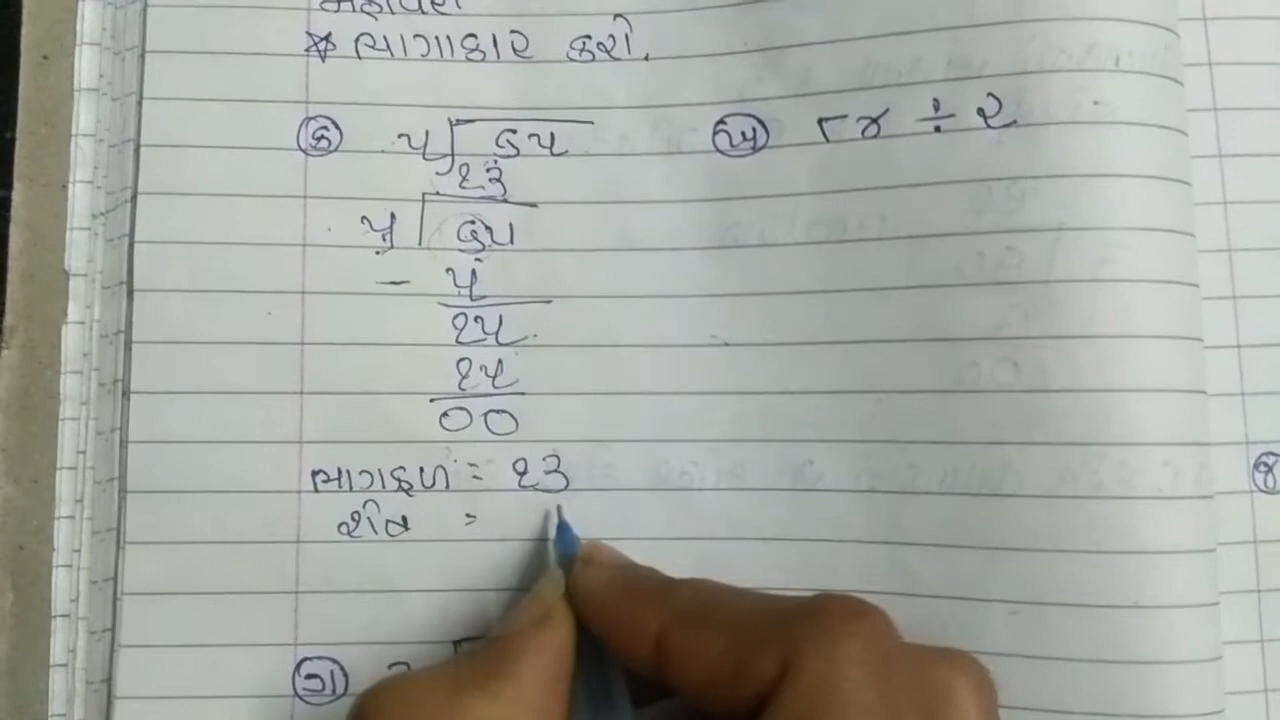 * ભાગાકાર કરો.
ક ૫ ૬૫
૧૩
૫ ૬૫
- ૫
૧૫
૧૫
૦૦
ભાગફળ = ૧૩
શેષ =
ખ ૮૪ ÷ ૨
ગ